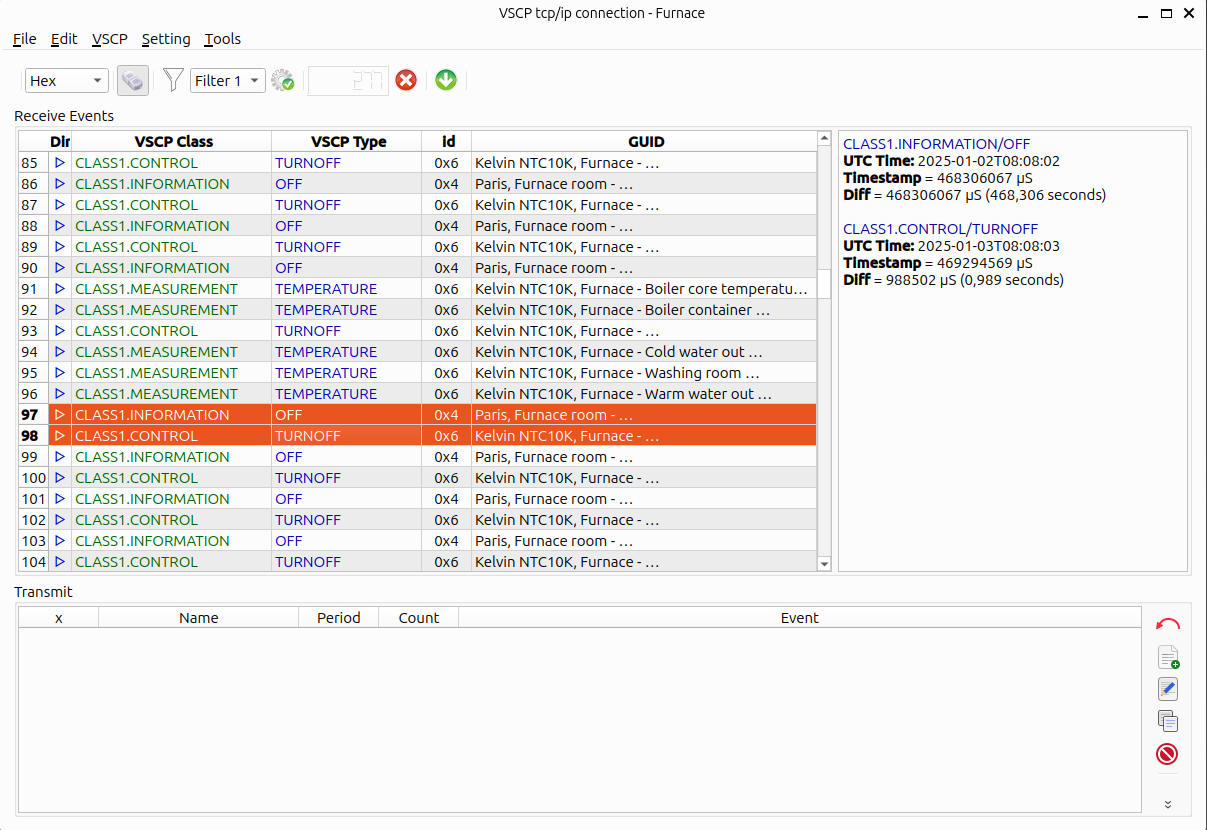 VSCP tcp/ip connection - Furnace
File Edit VSCP Setting Tools
Hex Filter 1 277
Receive Events
Dir VSCP Class VSCP Type id GUID
85 CLASS1.CONTROL TURNOFF 0x6 Kelvin NTC10K, Furnace - …
86 CLASS1.INFORMATION OFF 0x4 Paris, Furnace room - …
87 CLASS1.CONTROL TURNOFF 0x6 Kelvin NTC10K, Furnace - …
88 CLASS1.INFORMATION OFF 0x4 Paris, Furnace room - …
89 CLASS1.CONTROL TURNOFF 0x6 Kelvin NTC10K, Furnace - …
90 CLASS1.INFORMATION OFF 0x4 Paris, Furnace room - …
91 CLASS1.MEASUREMENT TEMPERATURE 0x6 Kelvin NTC10K, Furnace - Boiler core temperatu…
92 CLASS1.MEASUREMENT TEMPERATURE 0x6 Kelvin NTC10K, Furnace - Boiler container …
93 CLASS1.CONTROL TURNOFF 0x6 Kelvin NTC10K, Furnace - …
94 CLASS1.MEASUREMENT TEMPERATURE 0x6 Kelvin NTC10K, Furnace - Cold water out …
95 CLASS1.MEASUREMENT TEMPERATURE 0x6 Kelvin NTC10K, Furnace - Washing room …
96 CLASS1.MEASUREMENT TEMPERATURE 0x6 Kelvin NTC10K, Furnace - Warm water out …
97 CLASS1.INFORMATION OFF 0x4 Paris, Furnace room - …
98 CLASS1.CONTROL TURNOFF 0x6 Kelvin NTC10K, Furnace - …
99 CLASS1.INFORMATION OFF 0x4 Paris, Furnace room - …
100 CLASS1.CONTROL TURNOFF 0x6 Kelvin NTC10K, Furnace - …
101 CLASS1.INFORMATION OFF 0x4 Paris, Furnace room - …
102 CLASS1.CONTROL TURNOFF 0x6 Kelvin NTC10K, Furnace - …
103 CLASS1.INFORMATION OFF 0x4 Paris, Furnace room - …
104 CLASS1.CONTROL TURNOFF 0x6 Kelvin NTC10K, Furnace - …
CLASS1.INFORMATION/OFF
UTC Time: 2025-01-02T08:08:02
Timestamp = 468306067 µS
Diff = 468306067 µS (468,306 seconds)
CLASS1.CONTROL/TURNOFF
UTC Time: 2025-01-03T08:08:03
Timestamp = 469294569 µS
Diff = 988502 µS (0,989 seconds)
Transmit
x Name Period Count Event